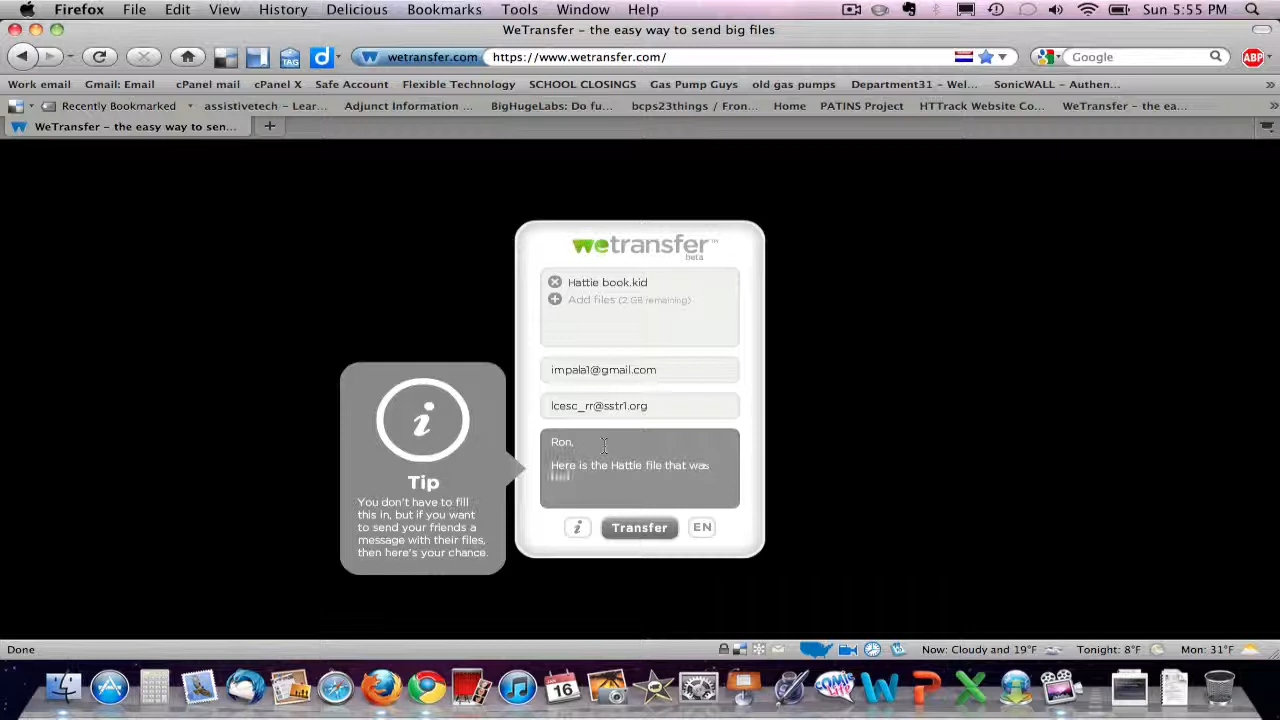 Firefox File Edit View History Delicious Bookmarks Tools Window Help Sun 5:55 PM
WeTransfer – the easy way to send big files
wetransfer.com https://www.wetransfer.com/ Google ABP
TAG
Work email Gmail: Email cPanel mail cPanel X Safe Account Flexible Technology SCHOOL CLOSINGS Gas Pump Guys old gas pumps Department31 – Wel... SonicWALL – Authen... »
Recently Bookmarked assistivetech – Lear... Adjunct Information ... BigHugeLabs: Do fu... bcps23things / Fron... Home PATINS Project HTTrack Website Co... WeTransfer – the ea... »
WeTransfer – the easy way to sen... +
wetransfer™
beta
Hattie book.kid
Add files (2 GB remaining)
impala1@gmail.com
lcesc_rr@sstr1.org
Ron,
Here is the Hattie file that was
i
Tip
You don't have to fill
this in, but if you want
to send your friends a
message with their files,
then here's your chance.
i Transfer EN
Done Now: Cloudy and 19°F Tonight: 8°F Mon: 31°F
JAN
16
COMIC
Life
W P X